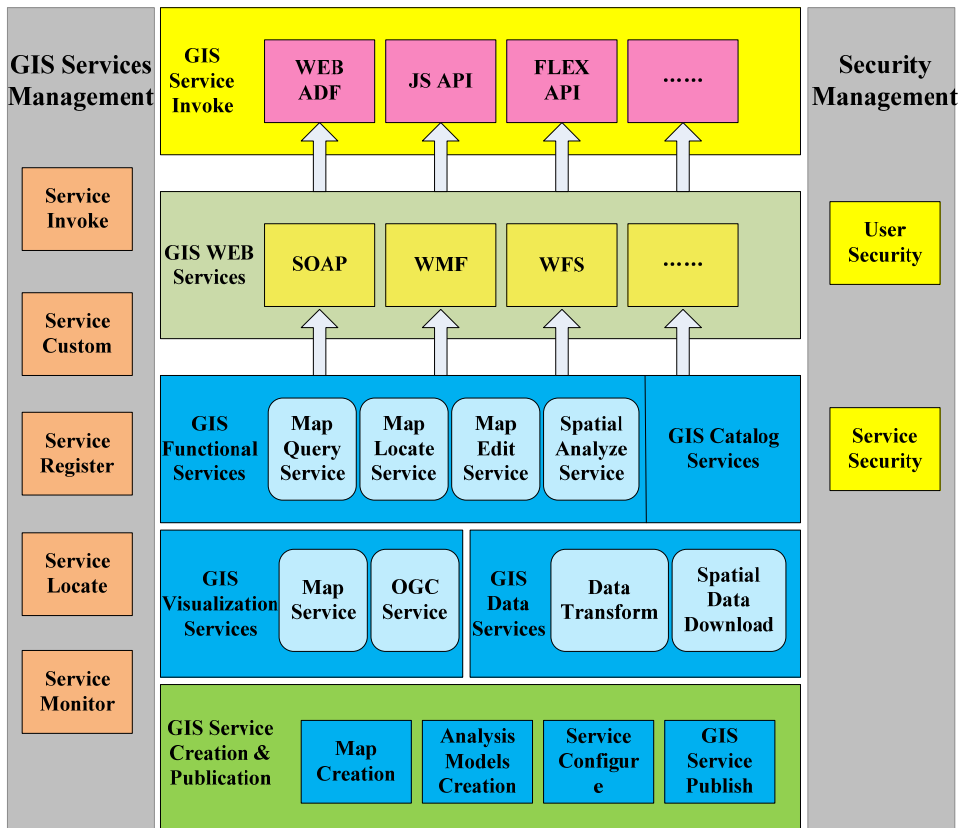 GIS Services
Management
Service
Invoke
Service
Custom
Service
Register
Service
Locate
Service
Monitor
GIS
Service
Invoke
WEB
ADF
JS API
FLEX
API
……
GIS WEB
Services
SOAP
WMF
WFS
……
GIS
Functional
Services
Map
Query
Service
Map
Locate
Service
Map
Edit
Service
Spatial
Analyze
Service
GIS Catalog
Services
GIS
Visualization
Services
Map
Service
OGC
Service
GIS
Data
Services
Data
Transform
Spatial
Data
Download
GIS Service
Creation &
Publication
Map
Creation
Analysis
Models
Creation
Service
Configur
e
GIS
Service
Publish
Security
Management
User
Security
Service
Security